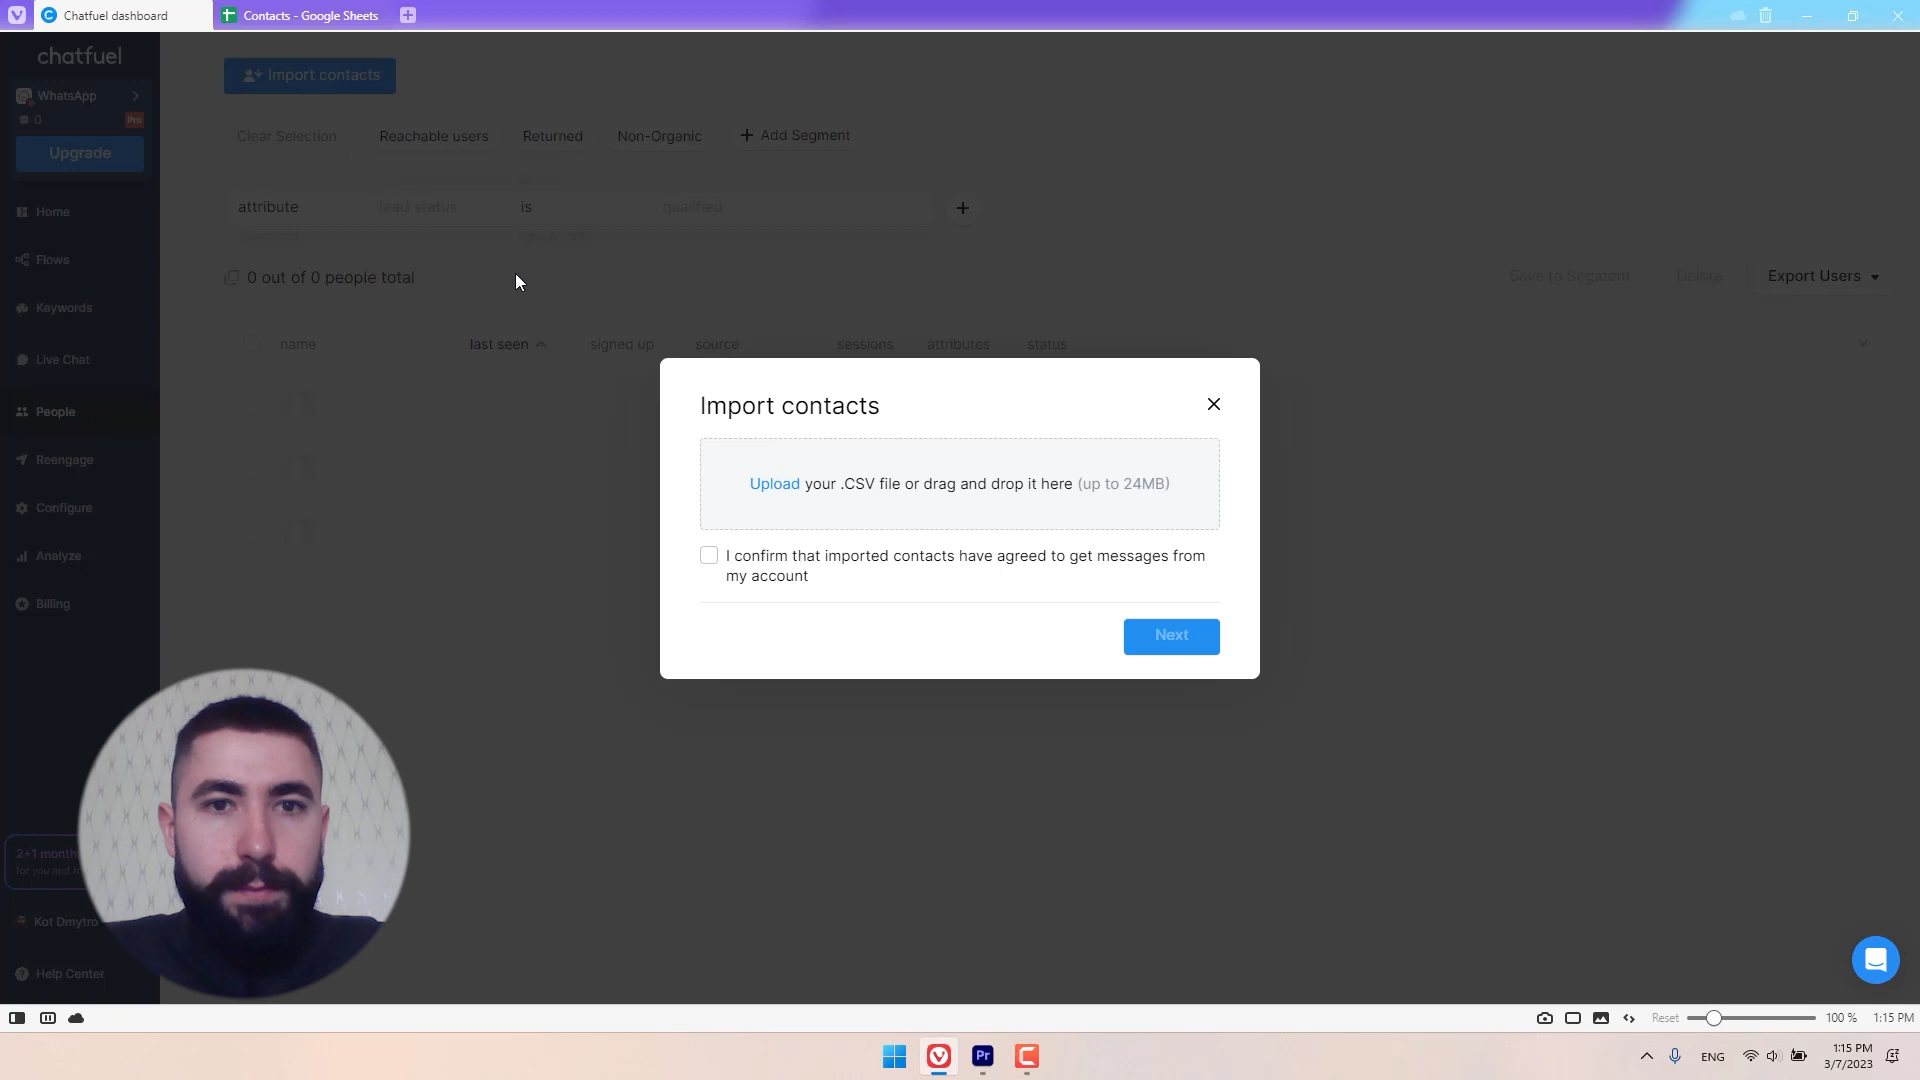 Chatfuel dashboard
Contacts - Google Sheets
chatfuel
WhatsApp
0
Pro
Upgrade
Home
Flows
Keywords
Live Chat
People
Reengage
Configure
Analyze
Billing
2+1 month
for you and
Kot Dmytro
Help Center
Import contacts
Clear Selection
Reachable users
Returned
Non-Organic
+ Add Segment
attribute
lead status
is
qualified
+
0 out of 0 people total
Save to Segment
Delete
Export Users
name
last seen
signed up
source
sessions
attributes
status
Import contacts
Upload your .CSV file or drag and drop it here (up to 24MB)
I confirm that imported contacts have agreed to get messages from
my account
Next
Reset
100 %
1:15 PM
Pr
ENG
1:15 PM
3/7/2023